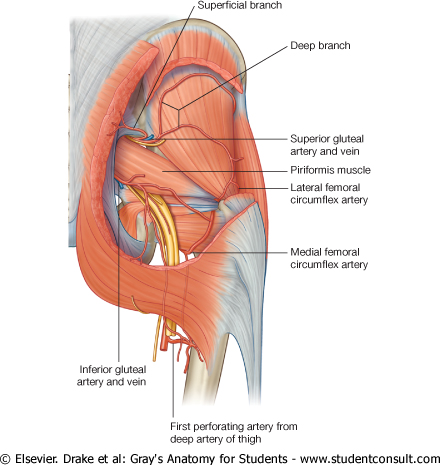 Superficial branch
Deep branch
Superior gluteal
artery and vein
Piriformis muscle
Lateral femoral
circumflex artery
Medial femoral
circumflex artery
Inferior gluteal
artery and vein
First perforating artery from
deep artery of thigh
© Elsevier. Drake et al: Gray's Anatomy for Students - www.studentconsult.com